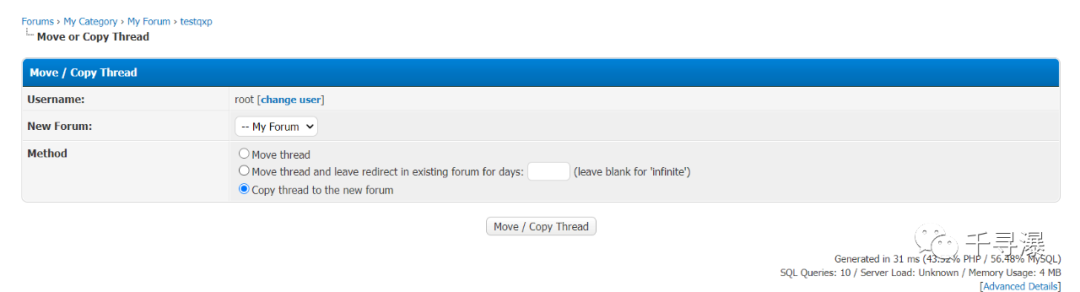 Forums › My Category › My Forum › testqxp
Move or Copy Thread
Move / Copy Thread
Username: root [change user]
New Forum: -- My Forum
Method Move thread
Move thread and leave redirect in existing forum for days: (leave blank for 'infinite')
Copy thread to the new forum
Move / Copy Thread
千寻瀑
Generated in 31 ms (43.52% PHP / 56.48% MySQL)
SQL Queries: 10 / Server Load: Unknown / Memory Usage: 4 MB
[Advanced Details]